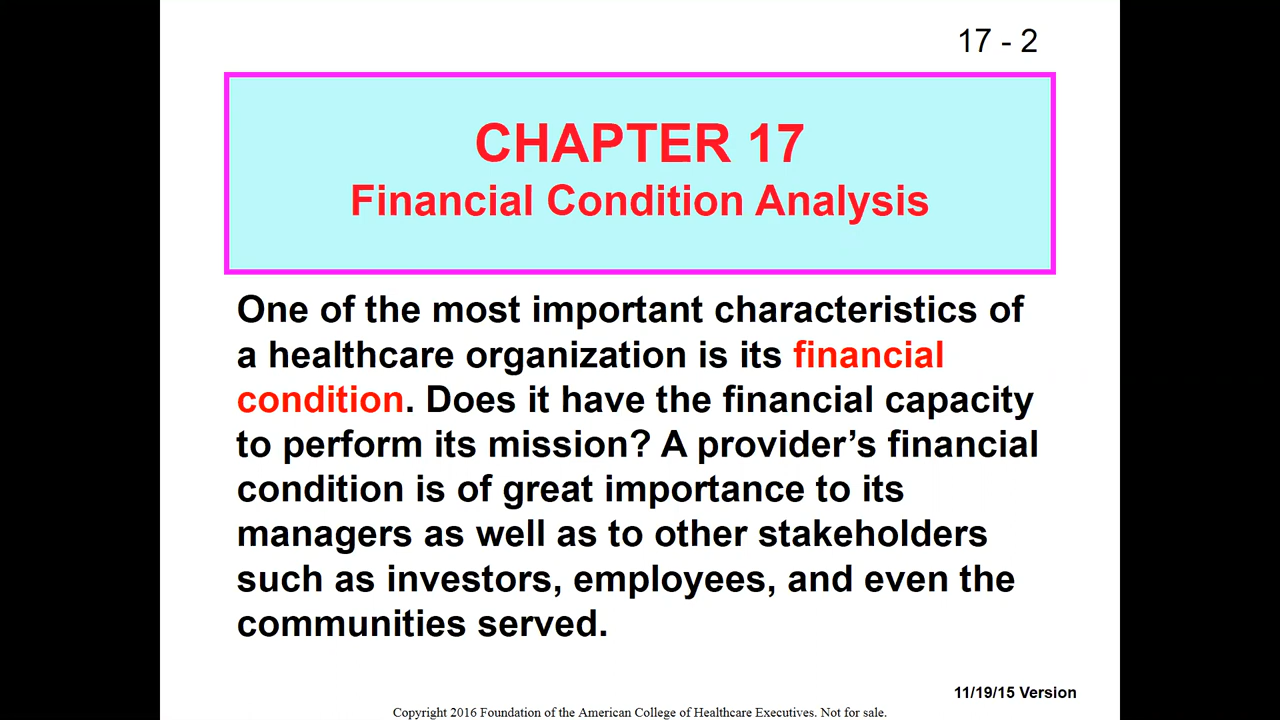 17 - 2
CHAPTER 17
Financial Condition Analysis
One of the most important characteristics of
a healthcare organization is its financial
condition. Does it have the financial capacity
to perform its mission? A provider’s financial
condition is of great importance to its
managers as well as to other stakeholders
such as investors, employees, and even the
communities served.
11/19/15 Version
Copyright 2016 Foundation of the American College of Healthcare Executives. Not for sale.